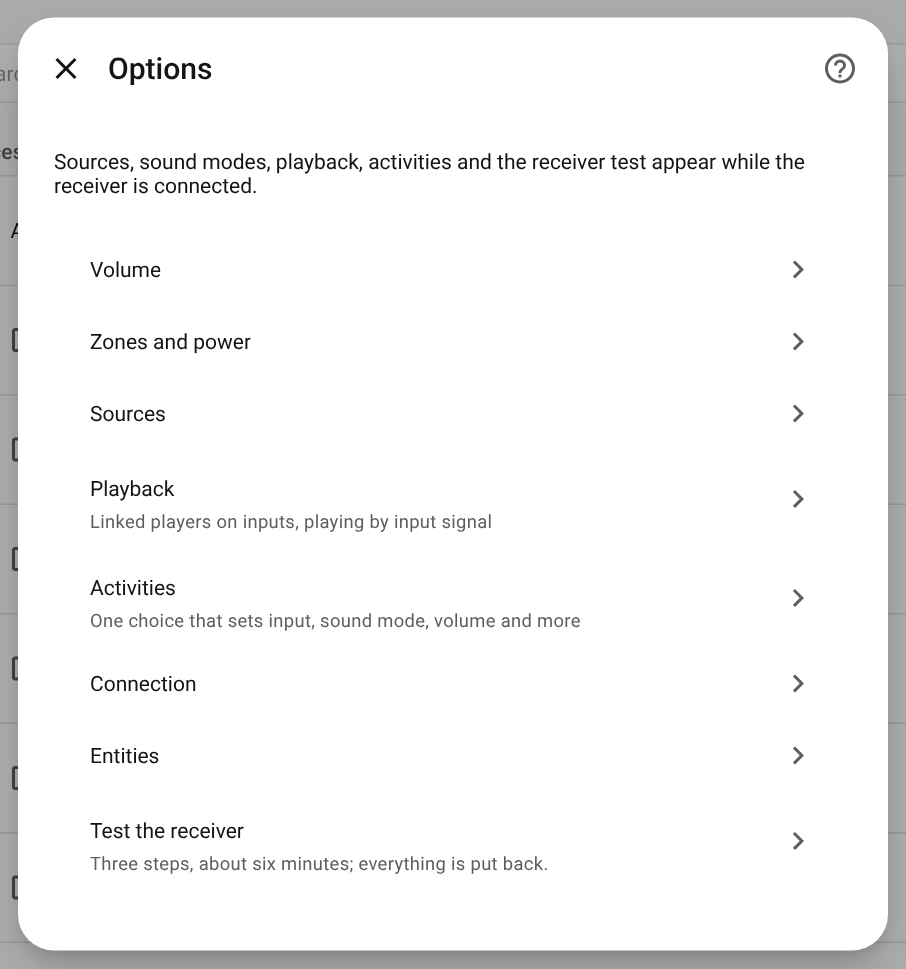 Options
Sources, sound modes, playback, activities and the receiver test appear while the
receiver is connected.
Volume
Zones and power
Sources
Playback
Linked players on inputs, playing by input signal
Activities
One choice that sets input, sound mode, volume and more
Connection
Entities
Test the receiver
Three steps, about six minutes; everything is put back.